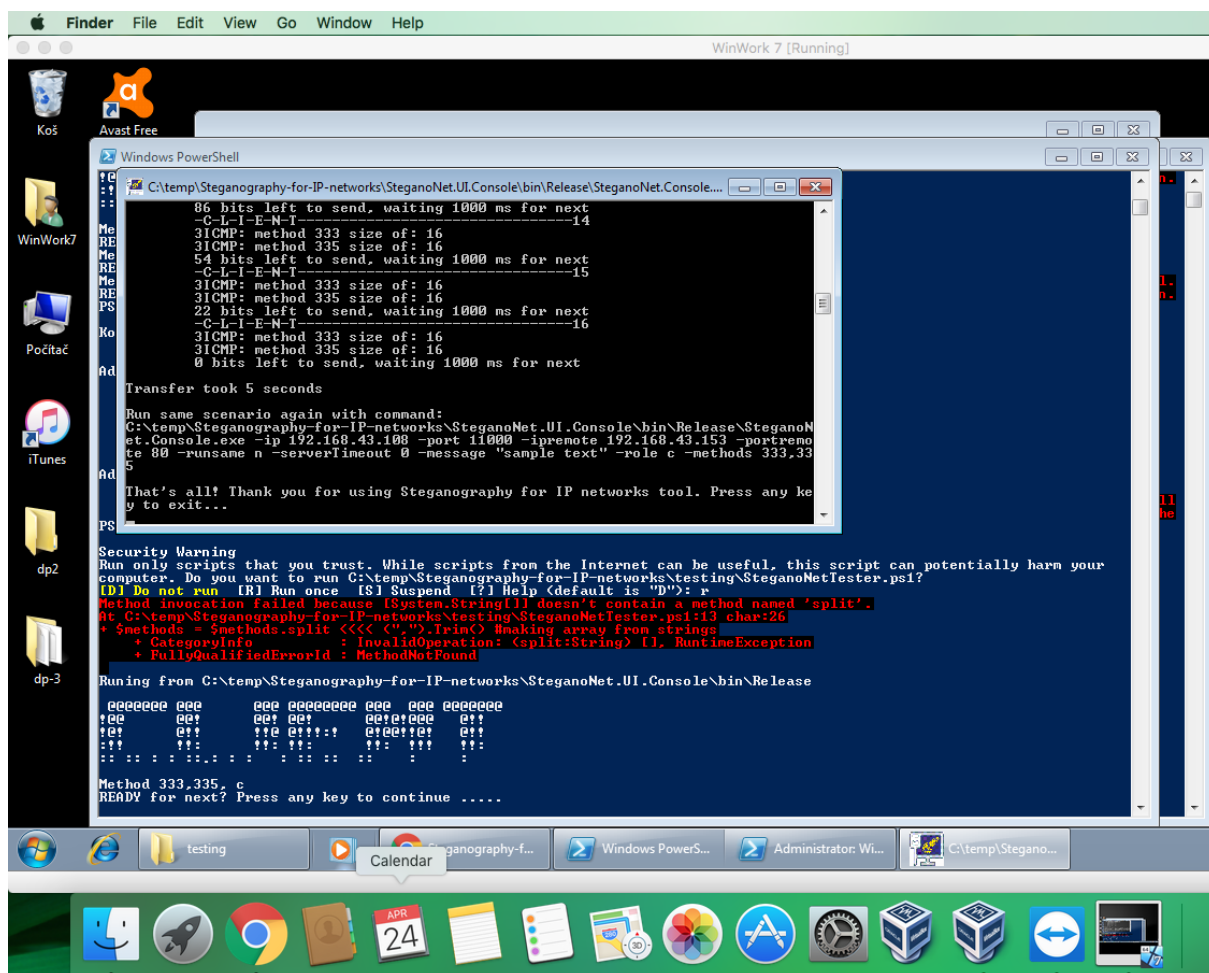 Finder File Edit View Go Window Help
WinWork 7 [Running]
Koš
Avast Free
Windows PowerShell
WinWork7
Počítač
iTunes
dp2
dp-3
C:\temp\Steganography-for-IP-networks\SteganoNet.UI.Console\bin\Release\SteganoNet.Console....
86 bits left to send, waiting 1000 ms for next
-C-L-I-E-N-T--------------------------------14
3ICMP: method 333 size of: 16
3ICMP: method 335 size of: 16
54 bits left to send, waiting 1000 ms for next
-C-L-I-E-N-T--------------------------------15
3ICMP: method 333 size of: 16
3ICMP: method 335 size of: 16
22 bits left to send, waiting 1000 ms for next
-C-L-I-E-N-T--------------------------------16
3ICMP: method 333 size of: 16
3ICMP: method 335 size of: 16
0 bits left to send, waiting 1000 ms for next
Transfer took 5 seconds
Run same scenario again with command:
C:\temp\Steganography-for-IP-networks\SteganoNet.UI.Console\bin\Release\SteganoN
et.Console.exe -ip 192.168.43.108 -port 11000 -ipremote 192.168.43.153 -portremo
te 80 -runsame n -serverTimeout 0 -message "sample text" -role c -methods 333,33
5
That's all! Thank you for using Steganography for IP networks tool. Press any ke
y to exit...
Me
RE
Me
RE
Me
RE
PS
Ko
Ad
Ad
PS
Security Warning
Run only scripts that you trust. While scripts from the Internet can be useful, this script can potentially harm your
computer. Do you want to run C:\temp\Steganography-for-IP-networks\testing\SteganoNetTester.ps1?
[D] Do not run [R] Run once [S] Suspend [?] Help (default is "D"): r
Method invocation failed because [System.String[]] doesn't contain a method named 'split'.
At C:\temp\Steganography-for-IP-networks\testing\SteganoNetTester.ps1:13 char:26
+ $methods = $methods.split <<<< (",").Trim() #making array from strings
+ CategoryInfo : InvalidOperation: (split:String) [], RuntimeException
+ FullyQualifiedErrorId : MethodNotFound
Runing from C:\temp\Steganography-for-IP-networks\SteganoNet.UI.Console\bin\Release
Method 333,335, c
READY for next? Press any key to continue .....
testing
Steganography-f...
Windows PowerS...
Administrator: Wi...
C:\temp\Stegano...
Calendar
APR
24
280
3D